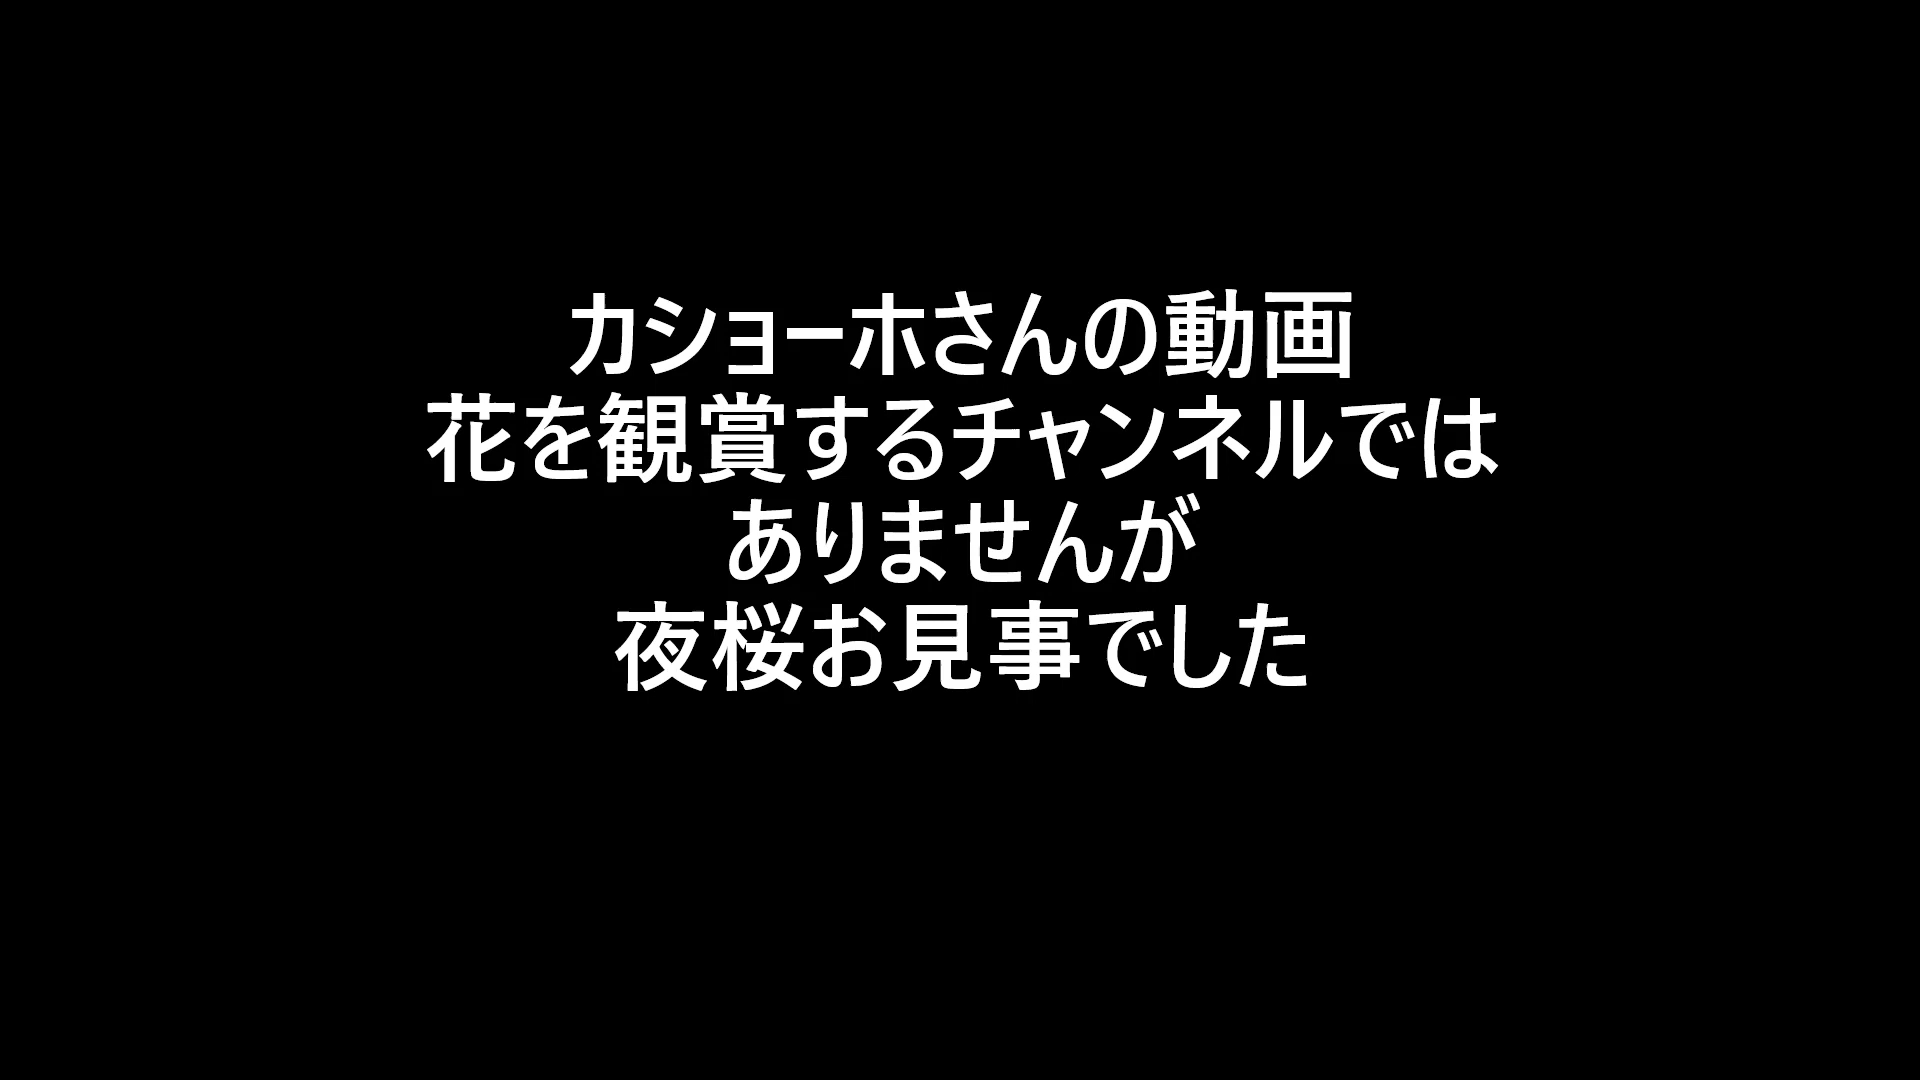 カショーホさんの動画
花を観賞するチャンネルでは
ありませんが
夜桜お見事でした